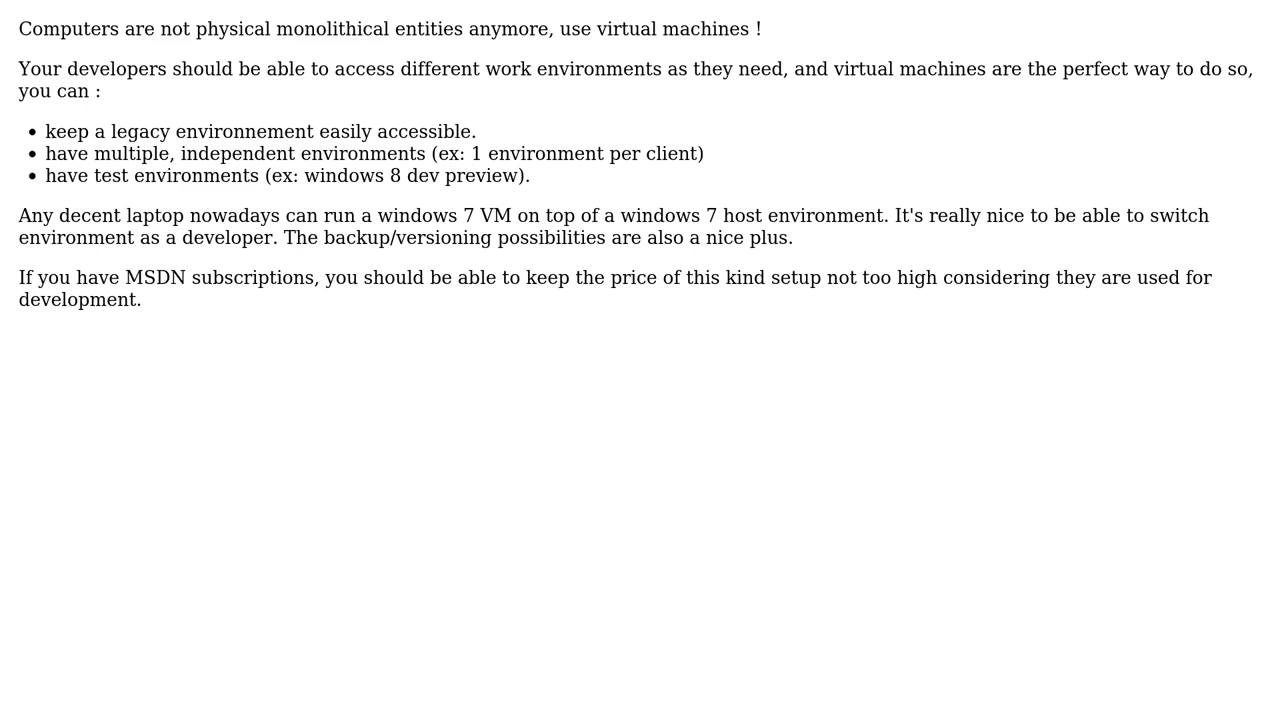 Computers are not physical monolithical entities anymore, use virtual machines !
Your developers should be able to access different work environments as they need, and virtual machines are the perfect way to do so,
you can :
• keep a legacy environnement easily accessible.
• have multiple, independent environments (ex: 1 environment per client)
• have test environments (ex: windows 8 dev preview).
Any decent laptop nowadays can run a windows 7 VM on top of a windows 7 host environment. It's really nice to be able to switch
environment as a developer. The backup/versioning possibilities are also a nice plus.
If you have MSDN subscriptions, you should be able to keep the price of this kind setup not too high considering they are used for
development.